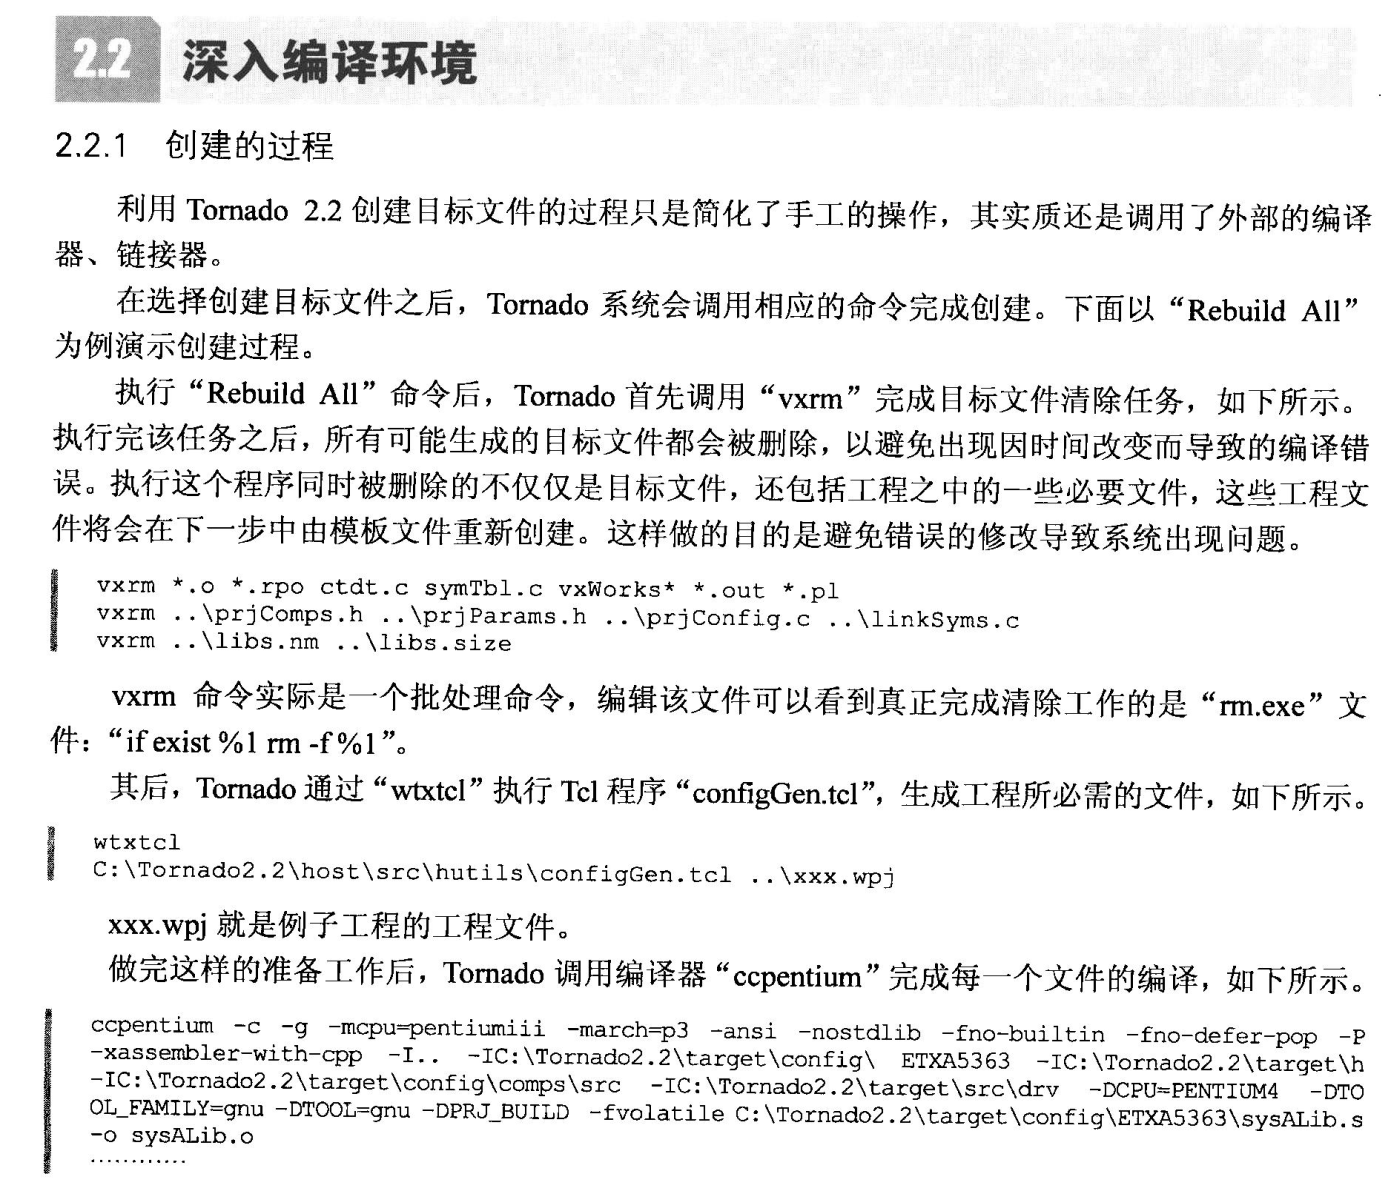 2.2 深入编译环境
2.2.1 创建的过程
利用 Tornado 2.2 创建目标文件的过程只是简化了手工的操作，其实质还是调用了外部的编译
器、链接器。
在选择创建目标文件之后，Tornado 系统会调用相应的命令完成创建。下面以“Rebuild All”
为例演示创建过程。
执行“Rebuild All”命令后，Tornado 首先调用“vxrm”完成目标文件清除任务，如下所示。
执行完该任务之后，所有可能生成的目标文件都会被删除，以避免出现因时间改变而导致的编译错
误。执行这个程序同时被删除的不仅仅是目标文件，还包括工程之中的一些必要文件，这些工程文
件将会在下一步中由模板文件重新创建。这样做的目的是避免错误的修改导致系统出现问题。
vxrm *.o *.rpo ctdt.c symTbl.c vxWorks* *.out *.pl
vxrm ..\prjComps.h ..\prjParams.h ..\prjConfig.c ..\linkSyms.c
vxrm ..\libs.nm ..\libs.size
vxrm 命令实际是一个批处理命令，编辑该文件可以看到真正完成清除工作的是“rm.exe”文
件：“if exist %1 rm -f %1”。
其后，Tornado 通过“wtxtcl”执行 Tcl 程序“configGen.tcl”，生成工程所必需的文件，如下所示。
wtxtcl
C:\Tornado2.2\host\src\hutils\configGen.tcl ..\xxx.wpj
xxx.wpj 就是例子工程的工程文件。
做完这样的准备工作后，Tornado 调用编译器“ccpentium”完成每一个文件的编译，如下所示。
ccpentium -c -g -mcpu=pentiumiii -march=p3 -ansi -nostdlib -fno-builtin -fno-defer-pop -P
-xassembler-with-cpp -I.. -IC:\Tornado2.2\target\config\ ETXA5363 -IC:\Tornado2.2\target\h
-IC:\Tornado2.2\target\config\comps\src -IC:\Tornado2.2\target\src\drv -DCPU=PENTIUM4 -DTO
OL_FAMILY=gnu -DTOOL=gnu -DPRJ_BUILD -fvolatile C:\Tornado2.2\target\config\ETXA5363\sysALib.s
-o sysALib.o
…………